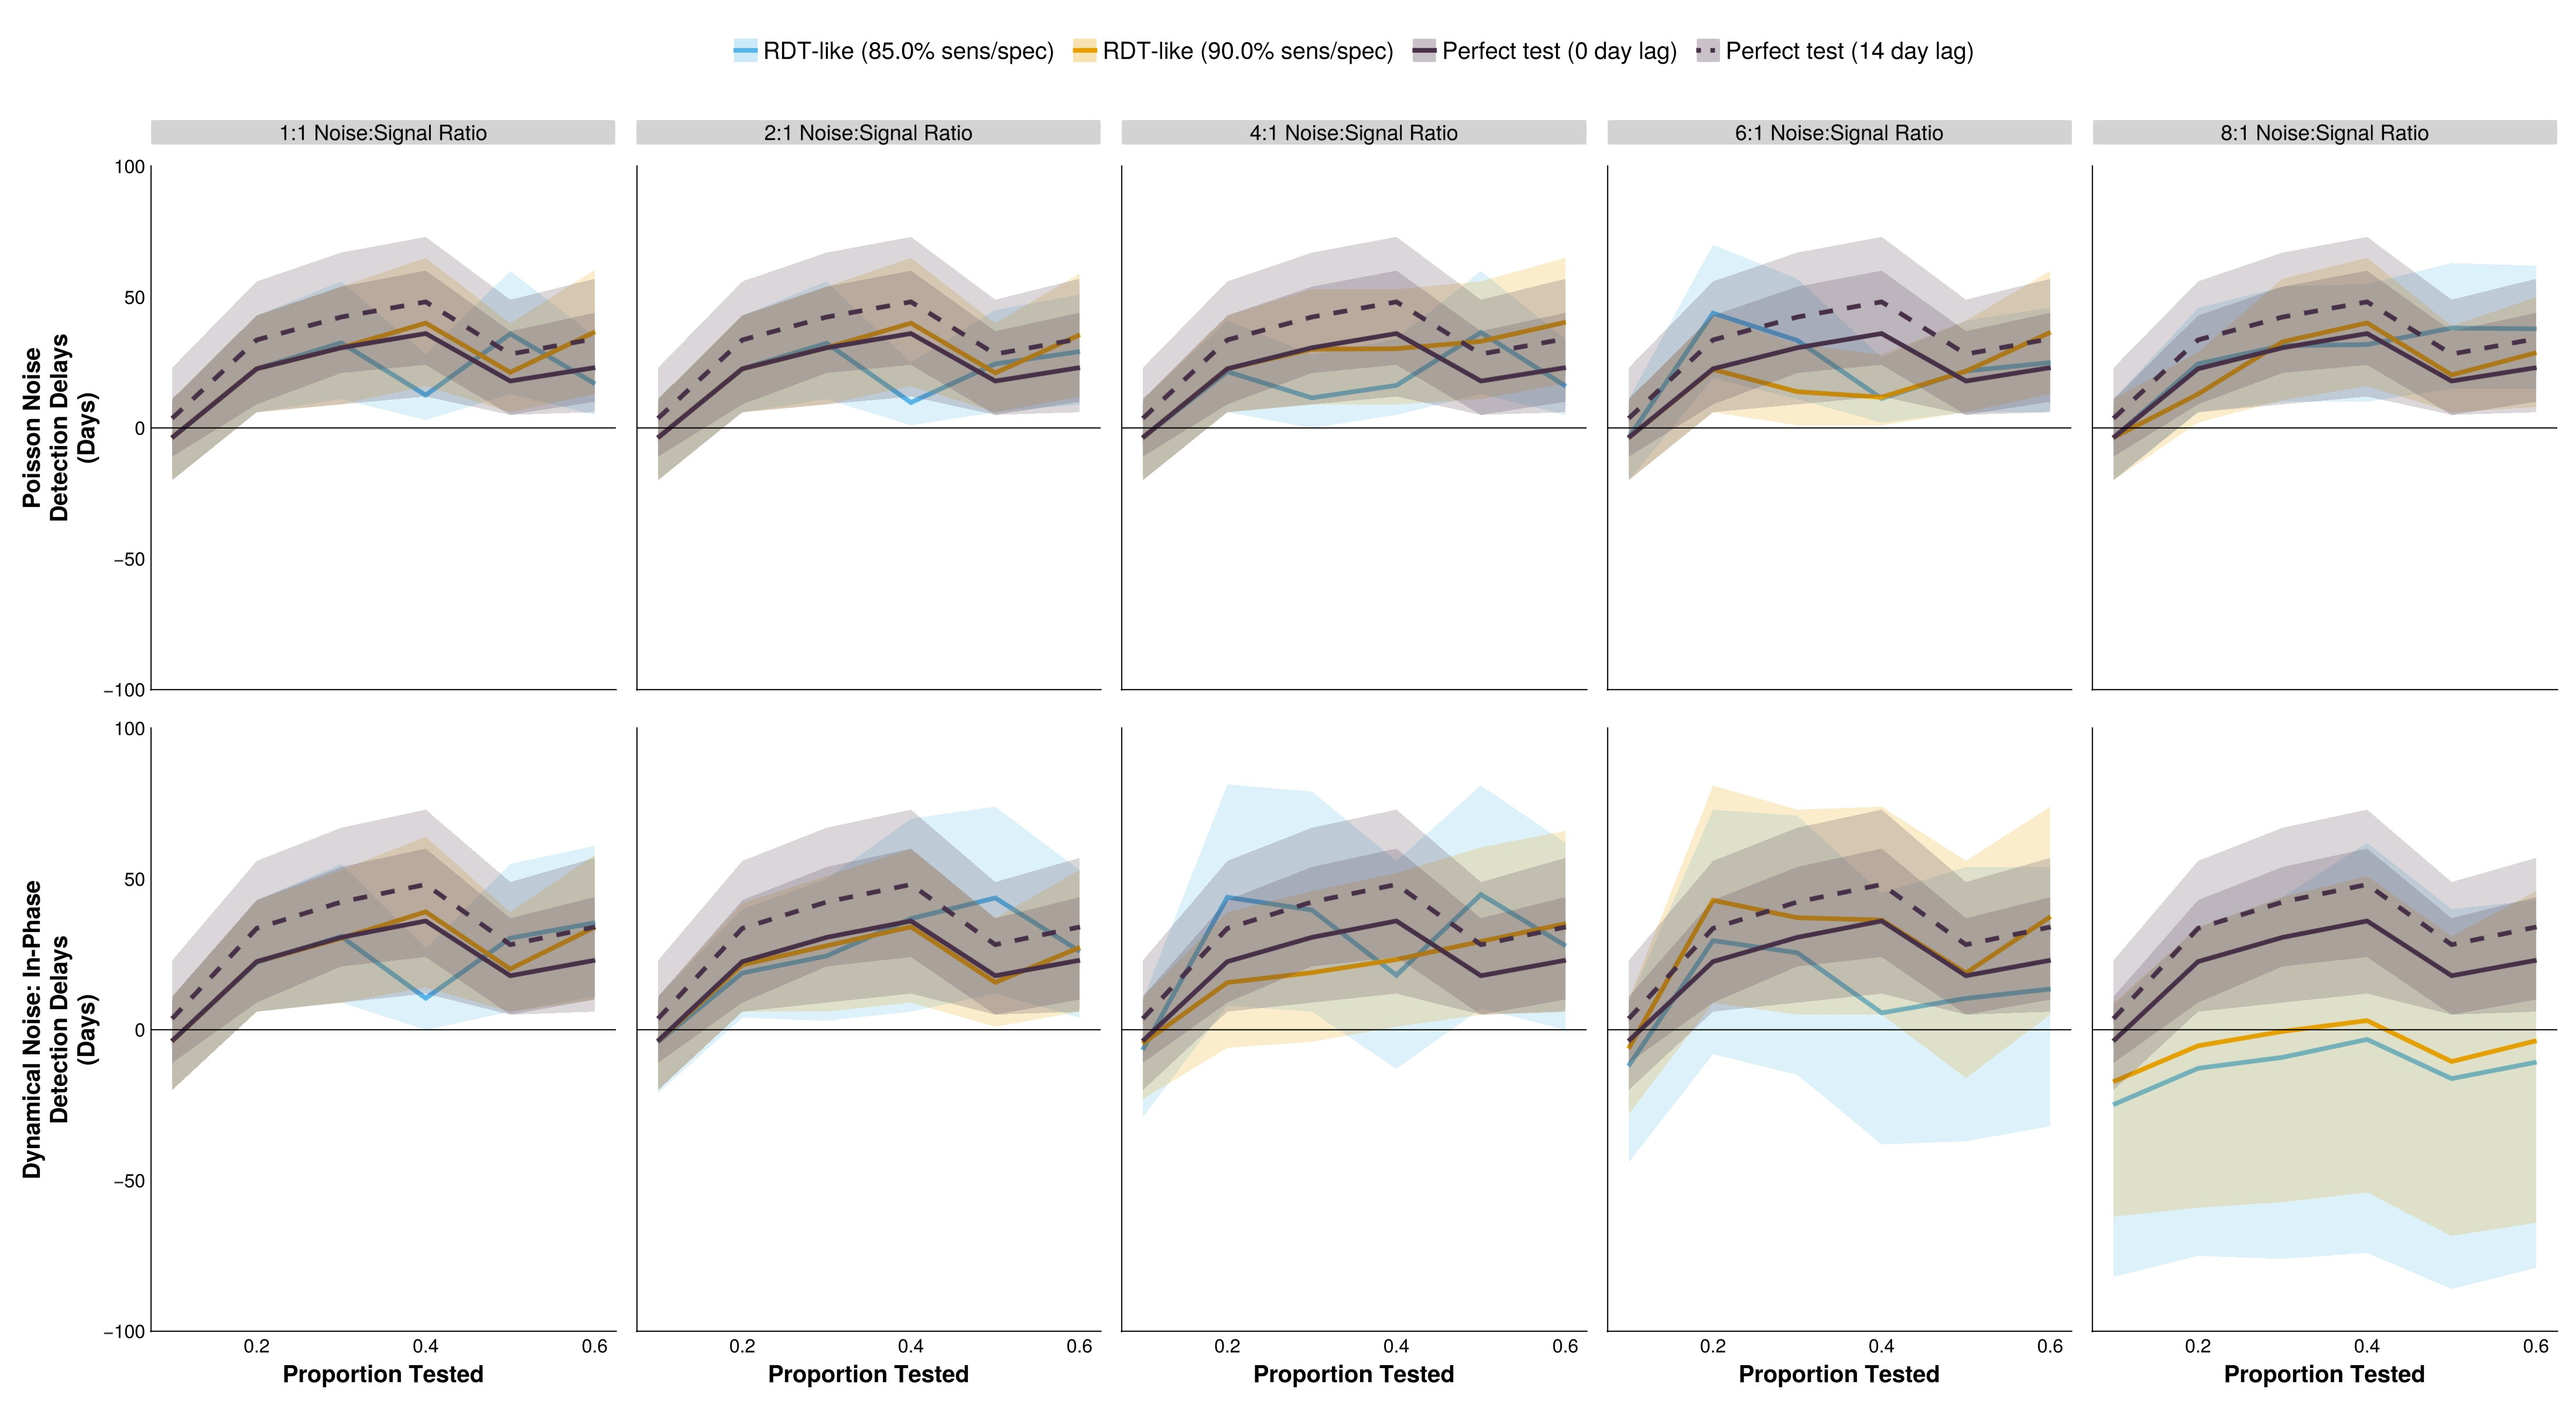 RDT-like (85.0% sens/spec) RDT-like (90.0% sens/spec) Perfect test (0 day lag) Perfect test (14 day lag)
1:1 Noise:Signal Ratio 2:1 Noise:Signal Ratio 4:1 Noise:Signal Ratio 6:1 Noise:Signal Ratio 8:1 Noise:Signal Ratio
Poisson Noise
Detection Delays
(Days)
100
50
0
−50
−100
Dynamical Noise: In-Phase
Detection Delays
(Days)
100
50
0
−50
−100
0.2 0.4 0.6 0.2 0.4 0.6 0.2 0.4 0.6 0.2 0.4 0.6 0.2 0.4 0.6
Proportion Tested Proportion Tested Proportion Tested Proportion Tested Proportion Tested